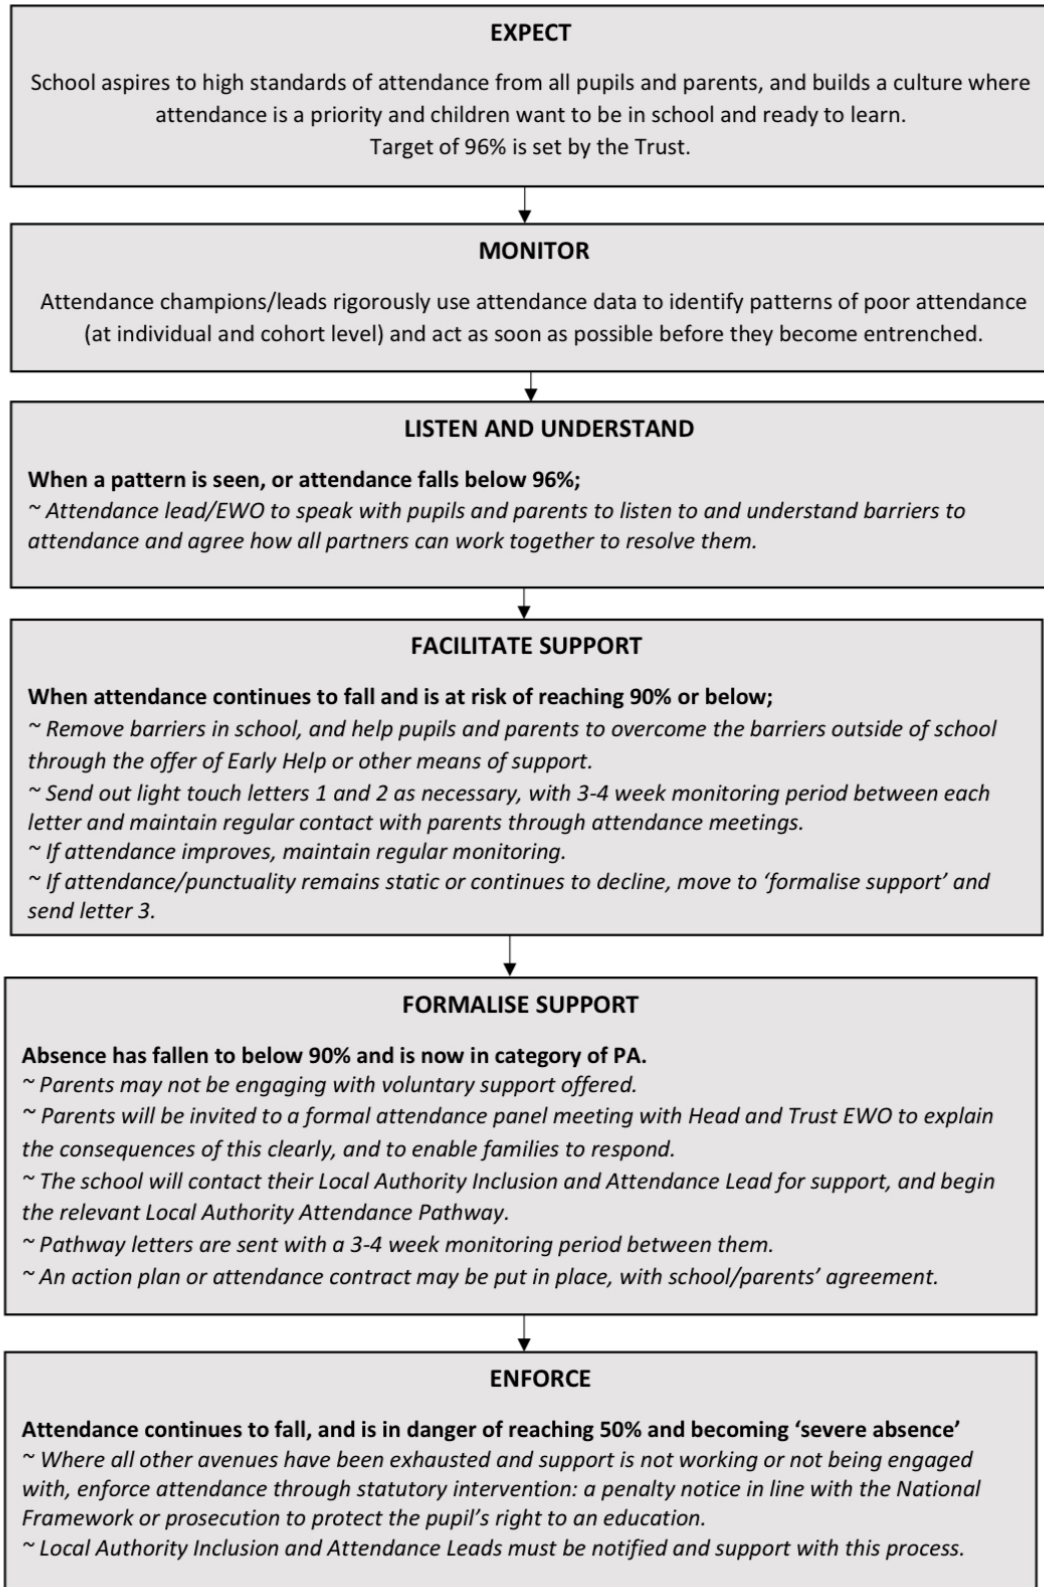 EXPECT
School aspires to high standards of attendance from all pupils and parents, and builds a culture where
attendance is a priority and children want to be in school and ready to learn.
Target of 96% is set by the Trust.
MONITOR
Attendance champions/leads rigorously use attendance data to identify patterns of poor attendance
(at individual and cohort level) and act as soon as possible before they become entrenched.
LISTEN AND UNDERSTAND
When a pattern is seen, or attendance falls below 96%;
~ Attendance lead/EWO to speak with pupils and parents to listen to and understand barriers to
attendance and agree how all partners can work together to resolve them.
FACILITATE SUPPORT
When attendance continues to fall and is at risk of reaching 90% or below;
~ Remove barriers in school, and help pupils and parents to overcome the barriers outside of school
through the offer of Early Help or other means of support.
~ Send out light touch letters 1 and 2 as necessary, with 3-4 week monitoring period between each
letter and maintain regular contact with parents through attendance meetings.
~ If attendance improves, maintain regular monitoring.
~ If attendance/punctuality remains static or continues to decline, move to ‘formalise support’ and
send letter 3.
FORMALISE SUPPORT
Absence has fallen to below 90% and is now in category of PA.
~ Parents may not be engaging with voluntary support offered.
~ Parents will be invited to a formal attendance panel meeting with Head and Trust EWO to explain
the consequences of this clearly, and to enable families to respond.
~ The school will contact their Local Authority Inclusion and Attendance Lead for support, and begin
the relevant Local Authority Attendance Pathway.
~ Pathway letters are sent with a 3-4 week monitoring period between them.
~ An action plan or attendance contract may be put in place, with school/parents’ agreement.
ENFORCE
Attendance continues to fall, and is in danger of reaching 50% and becoming ‘severe absence’
~ Where all other avenues have been exhausted and support is not working or not being engaged
with, enforce attendance through statutory intervention: a penalty notice in line with the National
Framework or prosecution to protect the pupil’s right to an education.
~ Local Authority Inclusion and Attendance Leads must be notified and support with this process.